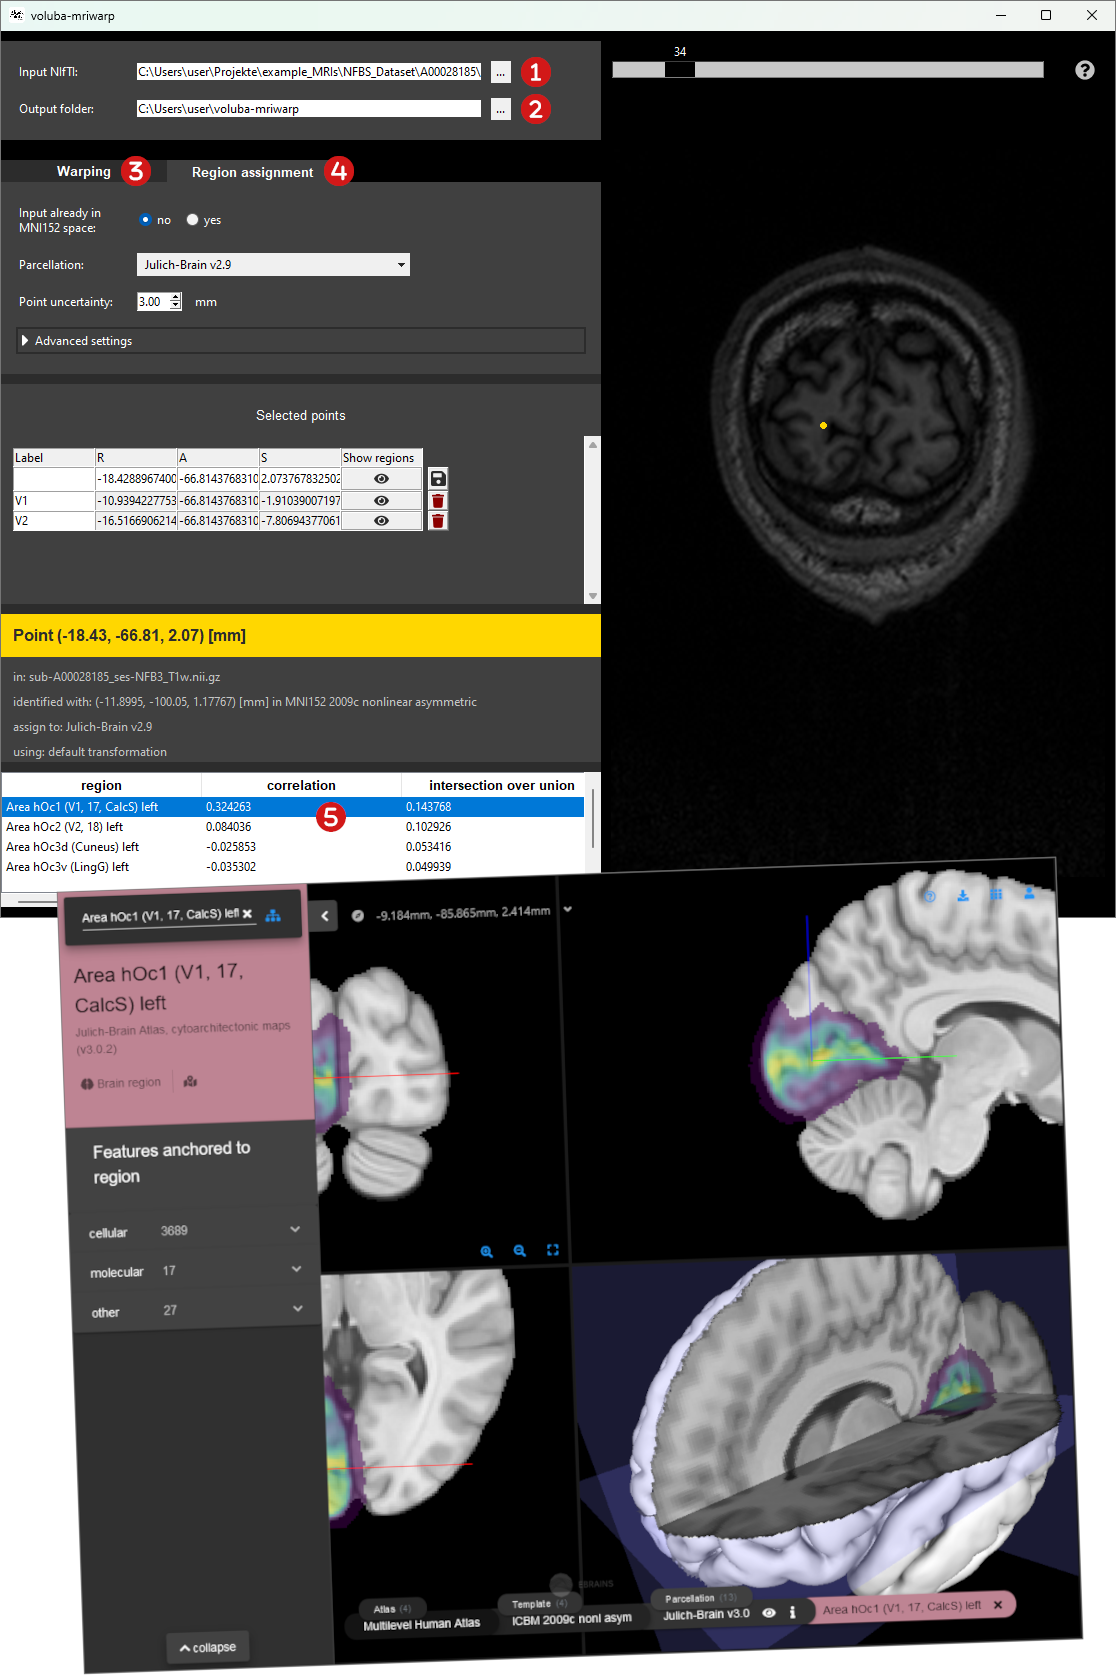 voluba-mriwarp
34
Input NIfTI:
C:\Users\user\Projekte\example_MRIs\NFBS_Dataset\A00028185\
...
1
Output folder:
C:\Users\user\voluba-mriwarp
...
2
Warping
3
Region assignment
4
Input already in
MNI152 space:
no
yes
Parcellation:
Julich-Brain v2.9
Point uncertainty:
3.00
mm
Advanced settings
Selected points
Label R A S Show regions
-18.4288967400 -66.8143768310 2.073767832502
V1 -10.9394227753 -66.8143768310 -1.91039007197
V2 -16.5166906214 -66.8143768310 -7.80694377061
Point (-18.43, -66.81, 2.07) [mm]
in: sub-A00028185_ses-NFB3_T1w.nii.gz
identified with: (-11.8995, -100.05, 1.17767) [mm] in MNI152 2009c nonlinear asymmetric
assign to: Julich-Brain v2.9
using: default transformation
region correlation intersection over union
Area hOc1 (V1, 17, CalcS) left 0.324263 0.143768
5
Area hOc2 (V2, 18) left 0.084036 0.102926
Area hOc3d (Cuneus) left -0.025853 0.053416
Area hOc3v (LingG) left -0.035302 0.049939
Area hOc1 (V1, 17, CalcS) lef
-9.184mm, -85.865mm, 2.414mm
Area hOc1 (V1, 17,
CalcS) left
Julich-Brain Atlas, cytoarchitectonic maps
(v3.0.2)
Brain region
Features anchored to
region
cellular 3689
molecular 17
other 27
collapse
EBRAINS
Atlas (4)
Multilevel Human Atlas
Template (4)
ICBM 2009c nonl asym
Parcellation (13)
Julich-Brain v3.0
Area hOc1 (V1, 17, CalcS) left